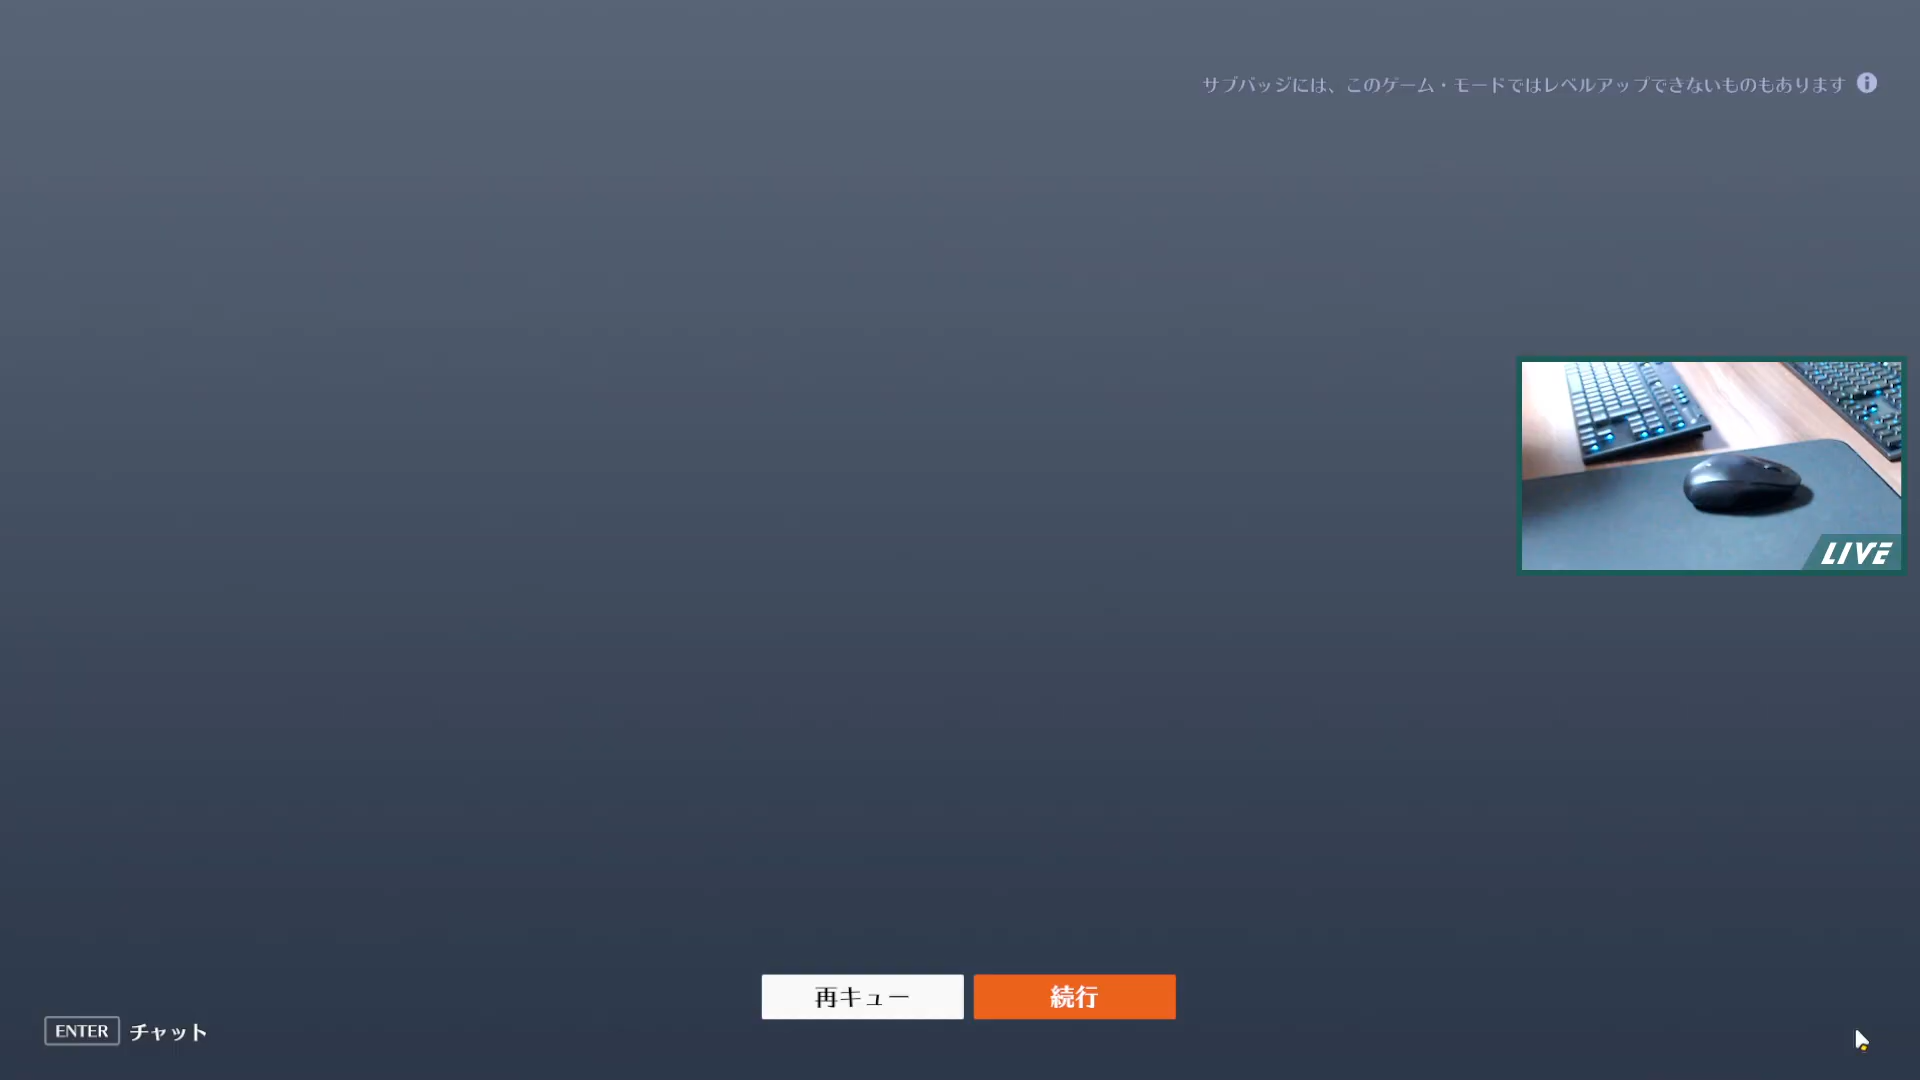 サブバッジには、このゲーム・モードではレベルアップできないものもあります
LIVE
再キュー
続行
ENTER チャット